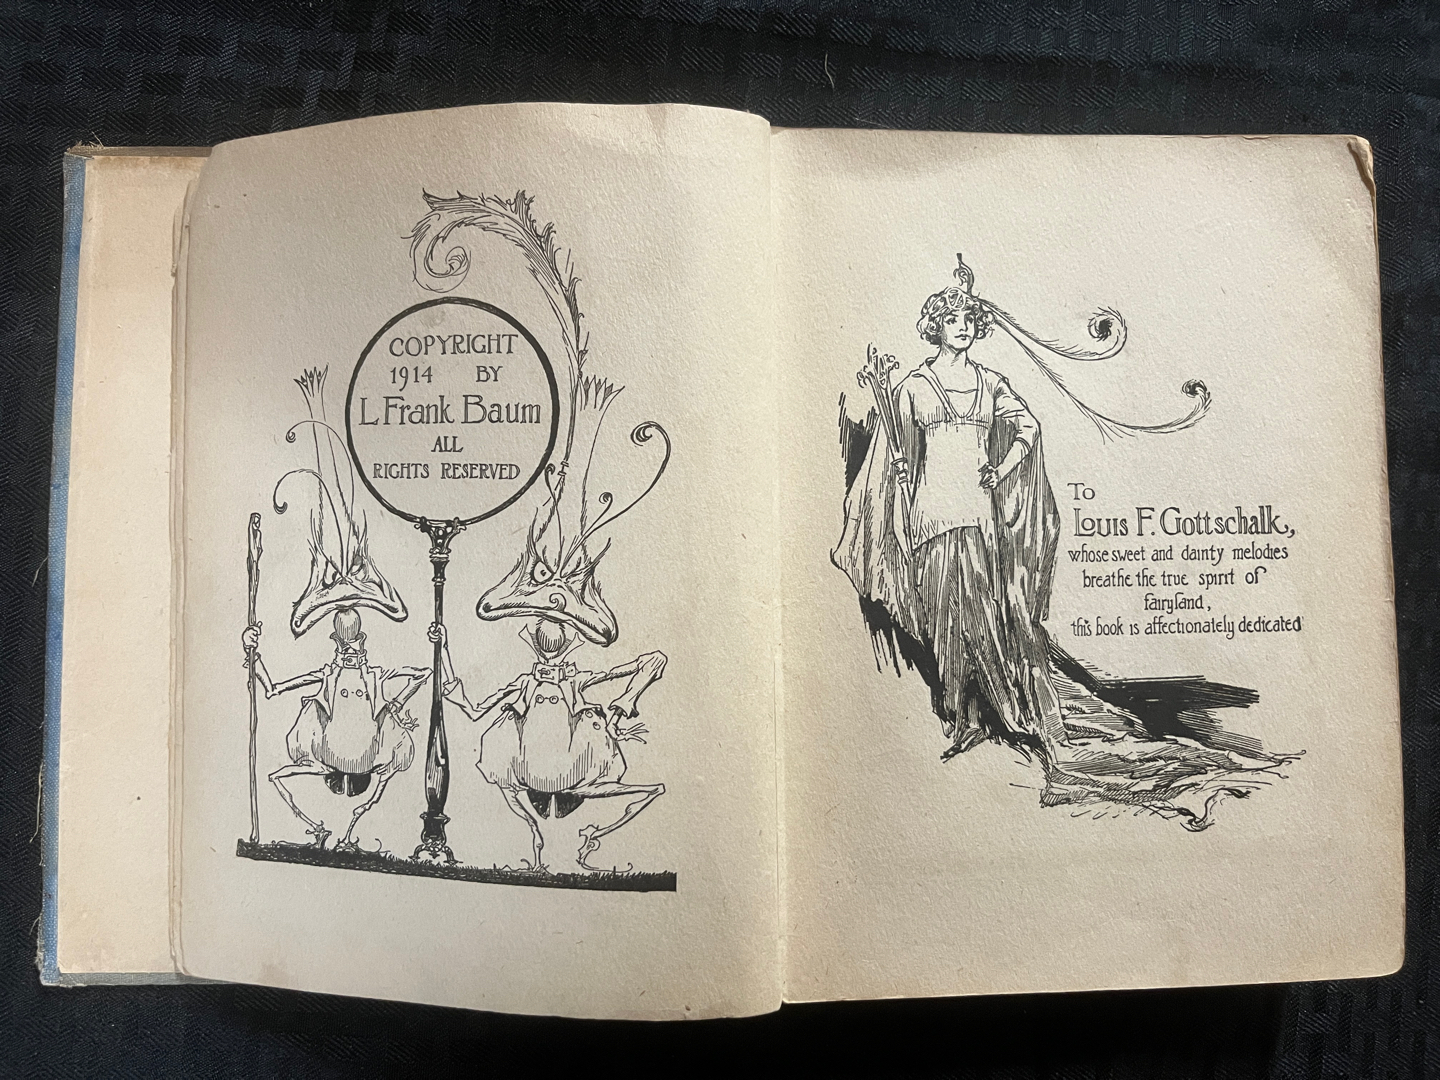 COPYRIGHT
1914 BY
L Frank Baum
ALL
RIGHTS RESERVED
To
Louis F. Gottschalk,
whose sweet and dainty melodies
breathe the true spirit of
fairyland,
this book is affectionately dedicated